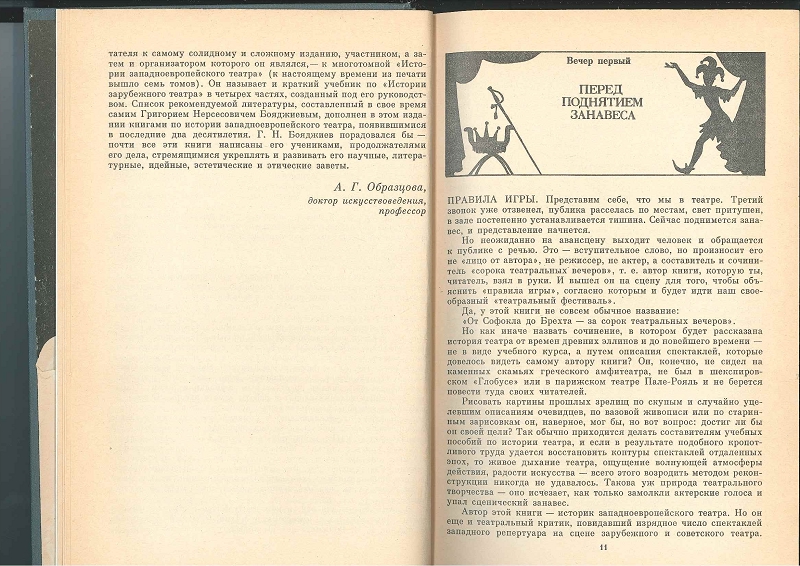 тателя к самому солидному и сложному изданию, участником, а за-
тем и организатором которого он являлся,— к многотомной «Исто-
рии западноевропейского театра» (к настоящему времени из печати
вышло семь томов). Он называет и краткий учебник по «Истории
зарубежного театра» в четырех частях, созданный под его руководст-
вом. Список рекомендуемой литературы, составленный в свое время
самим Григорием Нерсесовичем Бояджиевым, дополнен в этом изда-
нии книгами по истории западноевропейского театра, появившимися
в последние два десятилетия. Г. Н. Бояджиев порадовался бы —
почти все эти книги написаны его учениками, продолжателями
его дела, стремящимися укреплять и развивать его научные, литера-
турные, идейные, эстетические и этические заветы.
А. Г. Образцова,
доктор искусствоведения,
профессор
Вечер первый
ПЕРЕД
ПОДНЯТИЕМ
ЗАНАВЕСА
ПРАВИЛА ИГРЫ. Представим себе, что мы в театре. Третий
звонок уже отзвенел, публика расселась по местам, свет притушен,
в зале постепенно устанавливается тишина. Сейчас поднимется зана-
вес, и представление начнется.
Но неожиданно на авансцену выходит человек и обращается
к публике с речью. Это — вступительное слово, но произносит его
не «лицо от автора», не режиссер, не актер, а составитель и сочини-
тель «сорока театральных вечеров», т. е. автор книги, которую ты,
читатель, взял в руки. И вышел он на сцену для того, чтобы объ-
яснить «правила игры», согласно которым и будет идти наш свое-
образный «театральный фестиваль».
Да, у этой книги не совсем обычное название:
«От Софокла до Брехта — за сорок театральных вечеров».
Но как иначе назвать сочинение, в котором будет рассказана
история театра от времен древних эллинов и до новейшего времени —
не в виде учебного курса, а путем описания спектаклей, которые
довелось видеть самому автору книги? Он, конечно, не сидел на
каменных скамьях греческого амфитеатра, не был в шекспиров-
ском «Глобусе» или в парижском театре Пале-Рояль и не берется
повести туда своих читателей.
Рисовать картины прошлых зрелищ по скупым и случайно уце-
левшим описаниям очевидцев, по вазовой живописи или по старин-
ным зарисовкам он, наверное, мог бы, но вот вопрос: достиг ли бы
он своей цели? Так обычно приходится делать составителям учебных
пособий по истории театра, и если в результате подобного кропот-
ливого труда удается восстановить контуры спектаклей отдаленных
эпох, то живое дыхание театра, ощущение волнующей атмосферы
действия, радости искусства — всего этого возродить методом рекон-
струкции никогда не удавалось. Такова уж природа театрального
творчества — оно исчезает, как только замолкли актерские голоса и
упал сценический занавес.
Автор этой книги — историк западноевропейского театра. Но он
еще и театральный критик, повидавший изрядное число спектаклей
западного репертуара на сцене зарубежного и советского театра.
11